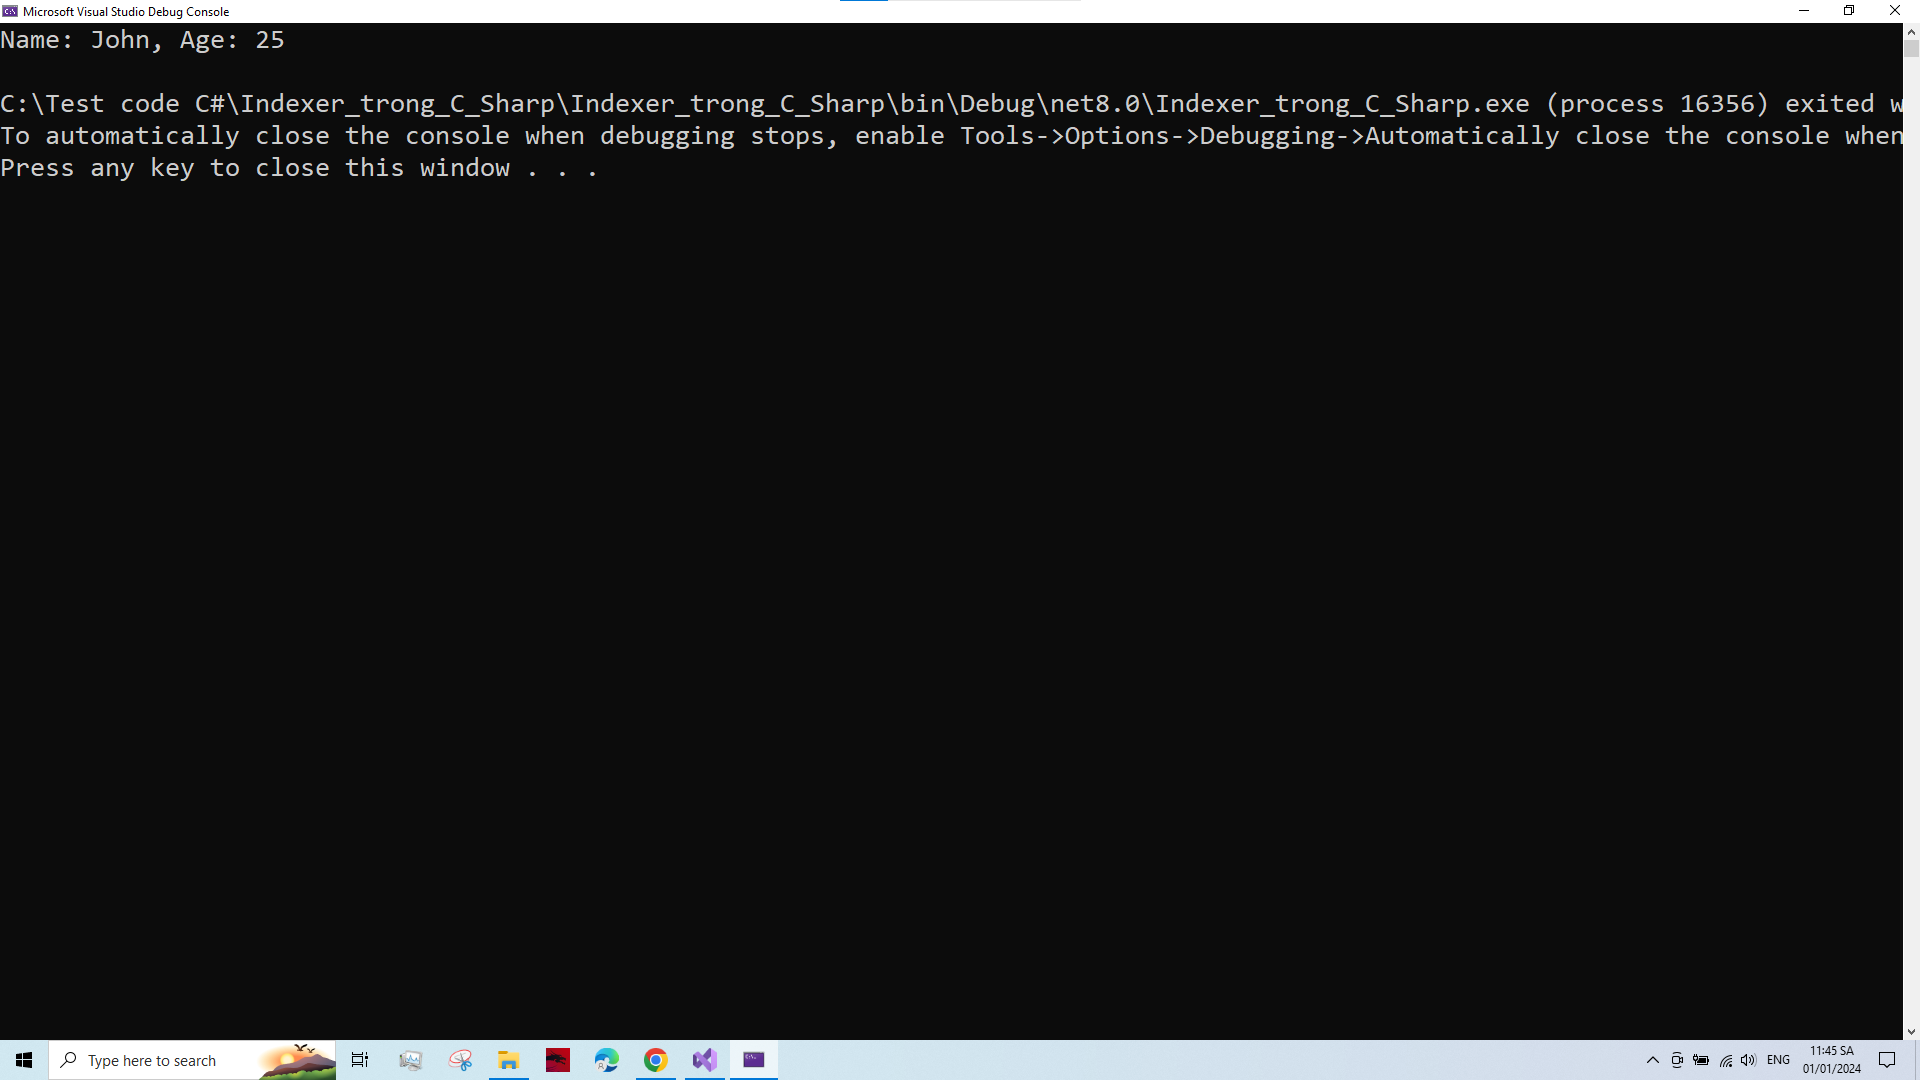 Microsoft Visual Studio Debug Console
Name: John, Age: 25
C:\Test code C#\Indexer_trong_C_Sharp\Indexer_trong_C_Sharp\bin\Debug\net8.0\Indexer_trong_C_Sharp.exe (process 16356) exited w
To automatically close the console when debugging stops, enable Tools->Options->Debugging->Automatically close the console when
Press any key to close this window . . .
Type here to search
ENG
11:45 SA
01/01/2024